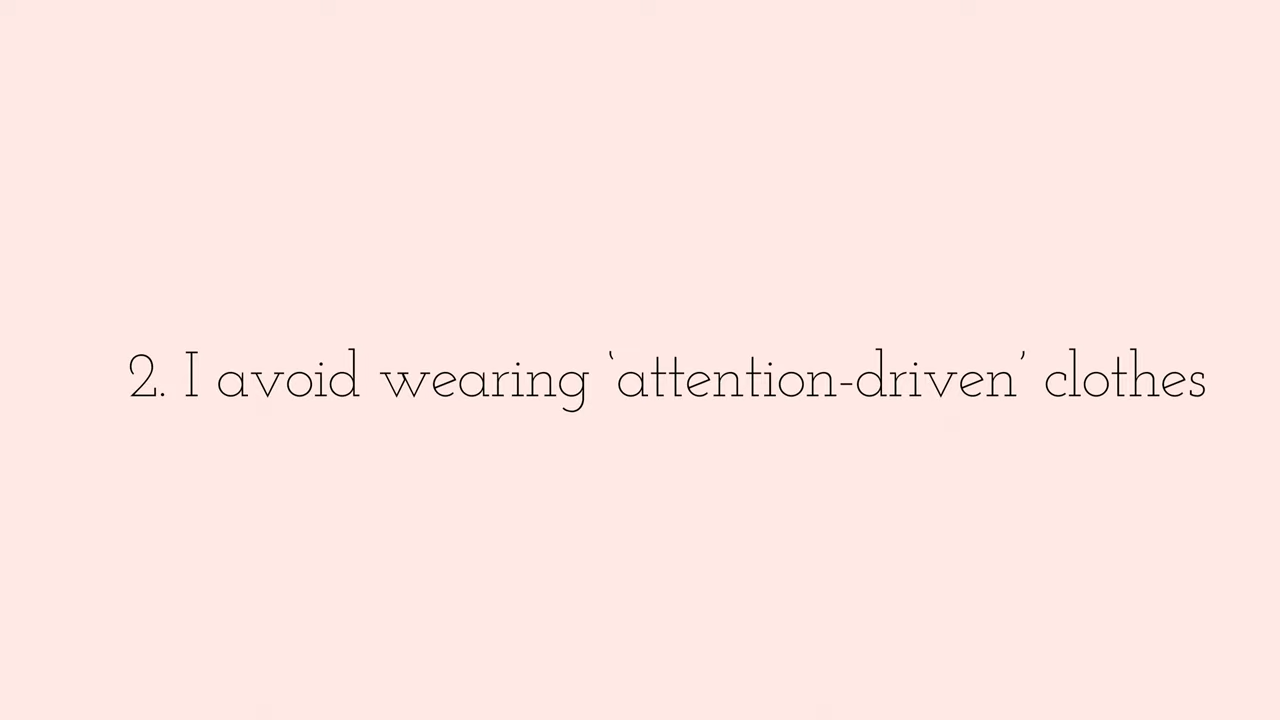 2. I avoid wearing ‘attention-driven’ clothes